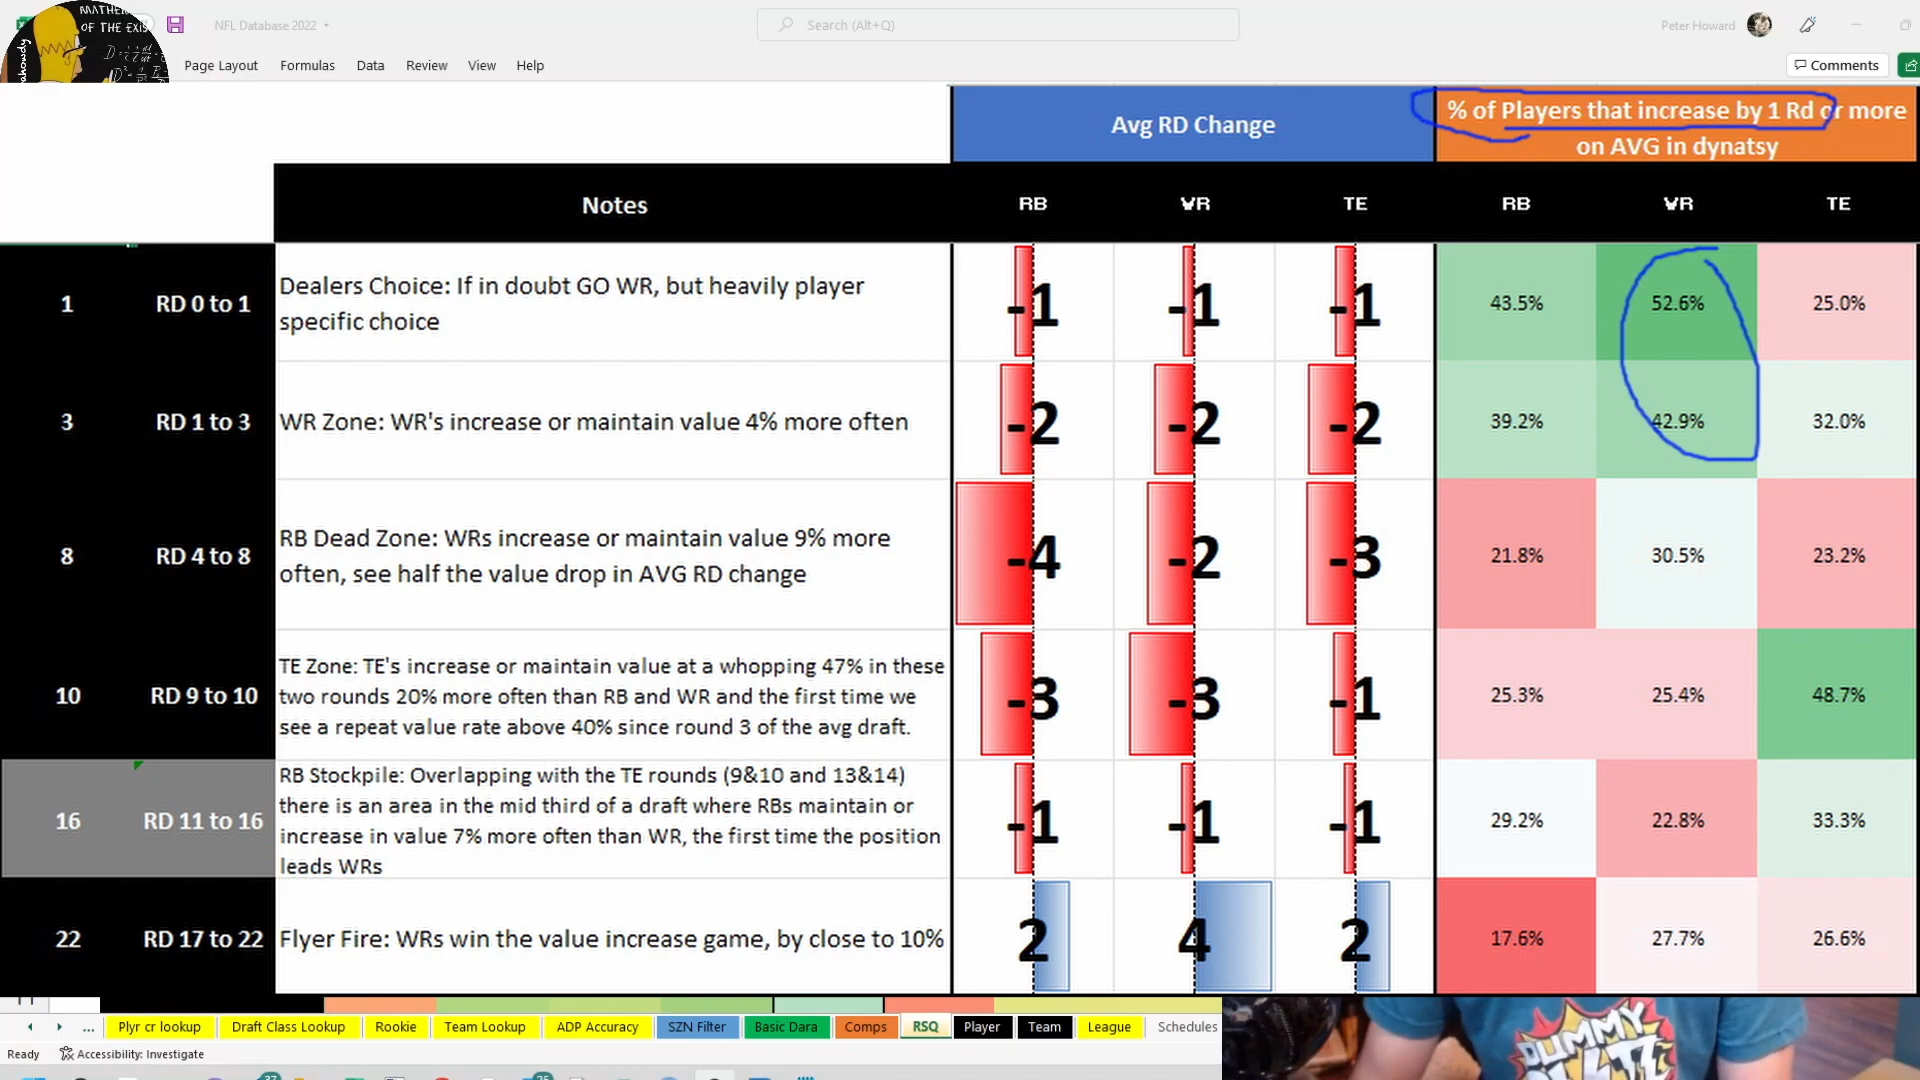 MATHEM
OF THE EXIS
ahowdy
NFL Database 2022
Search (Alt+Q)
Peter Howard
Page Layout Formulas Data Review View Help
Comments
Avg RD Change
% of Players that increase by 1 Rd or more
on AVG in dynatsy
Notes RB WR TE RB WR TE
1 RD 0 to 1
Dealers Choice: If in doubt GO WR, but heavily player
specific choice
-1 -1 -1 43.5% 52.6% 25.0%
3 RD 1 to 3
WR Zone: WR's increase or maintain value 4% more often
-2 -2 -2 39.2% 42.9% 32.0%
8 RD 4 to 8
RB Dead Zone: WRs increase or maintain value 9% more
often, see half the value drop in AVG RD change
-4 -2 -3 21.8% 30.5% 23.2%
10 RD 9 to 10
TE Zone: TE's increase or maintain value at a whopping 47% in these
two rounds 20% more often than RB and WR and the first time we
see a repeat value rate above 40% since round 3 of the avg draft.
-3 -3 -1 25.3% 25.4% 48.7%
16 RD 11 to 16
RB Stockpile: Overlapping with the TE rounds (9&10 and 13&14)
there is an area in the mid third of a draft where RBs maintain or
increase in value 7% more often than WR, the first time the position
leads WRs
-1 -1 -1 29.2% 22.8% 33.3%
22 RD 17 to 22
Flyer Fire: WRs win the value increase game, by close to 10%
2 4 2 17.6% 27.7% 26.6%
... Plyr cr lookup Draft Class Lookup Rookie Team Lookup ADP Accuracy SZN Filter Basic Dara Comps RSQ Player Team League Schedules
Ready Accessibility: Investigate
DUMMY